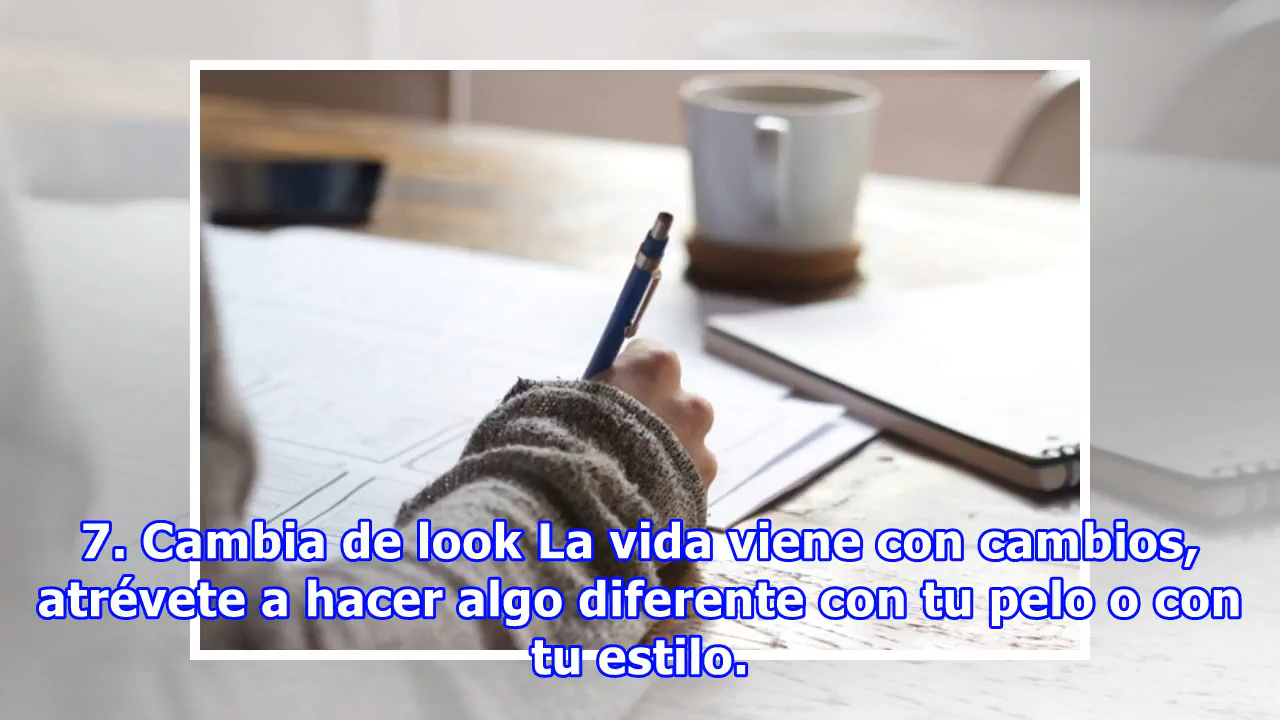 7. Cambia de look La vida viene con cambios,
atrévete a hacer algo diferente con tu pelo o con
tu estilo.